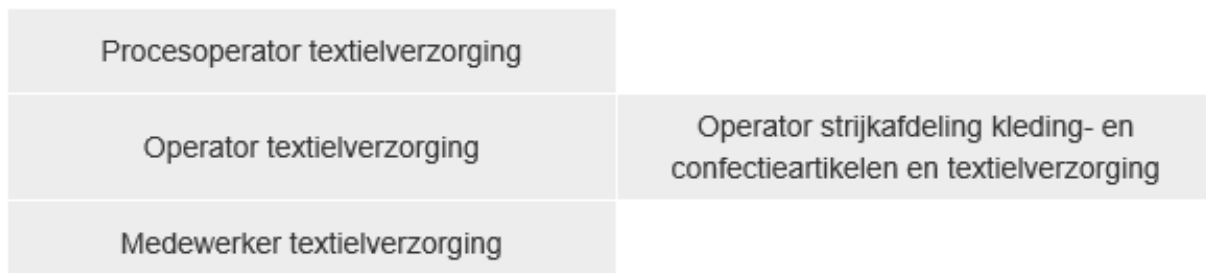 Procesoperator textielverzorging
Operator textielverzorging
Operator strijkafdeling kleding- en
confectieartikelen en textielverzorging
Medewerker textielverzorging